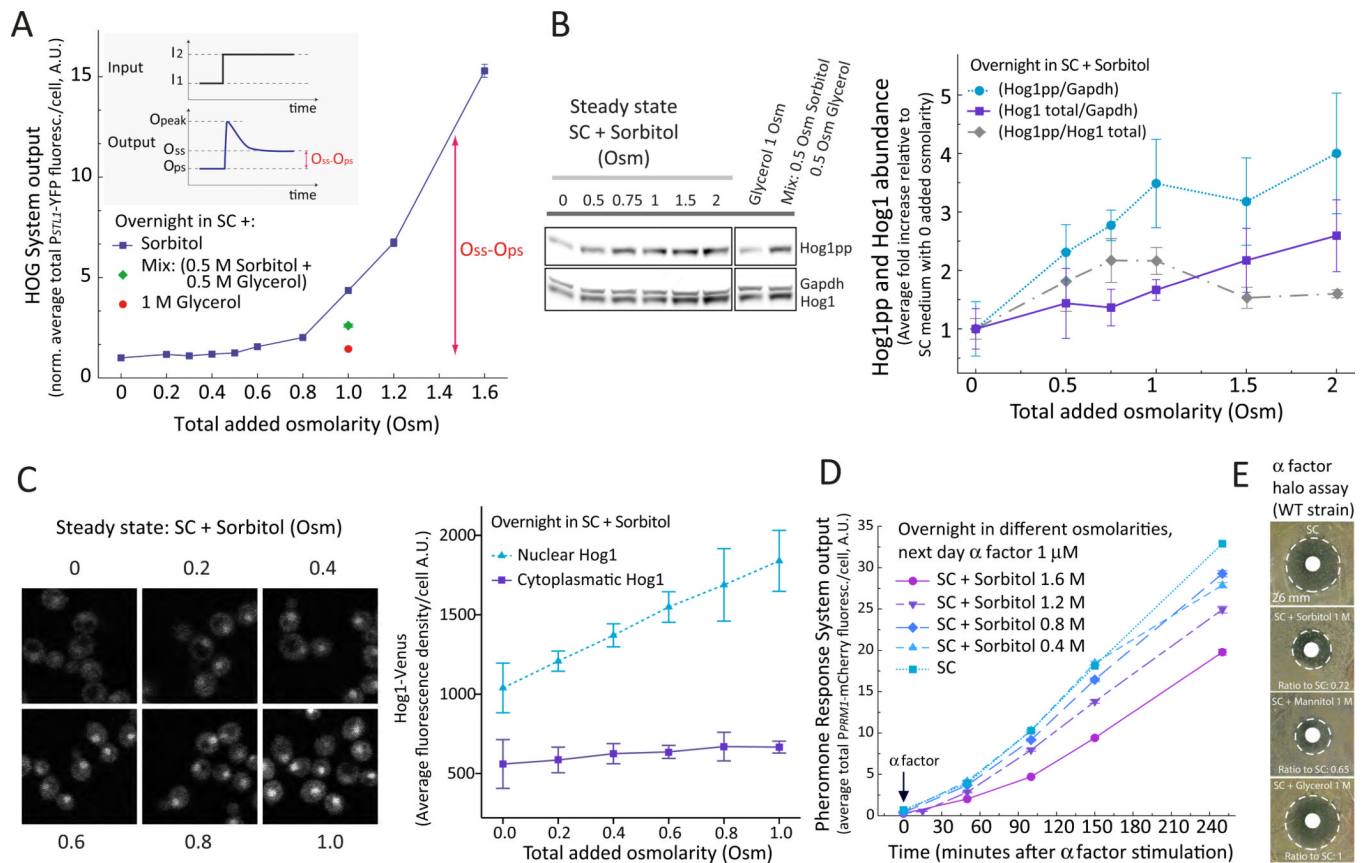 A
HOG System output
(norm. average total PSTL1-YFP fluoresc./cell, A.U.)
15
10
5
0
Input
I2
I1
time
Output
Opeak
Oss
Ops
Oss-Ops
time
Overnight in SC +:
Sorbitol
Mix: (0.5 M Sorbitol +
0.5 M Glycerol)
1 M Glycerol
Oss-Ops
0 0.2 0.4 0.6 0.8 1.0 1.2 1.4 1.6
Total added osmolarity (Osm)
B
Steady state
SC + Sorbitol
(Osm)
0 0.5 0.75 1 1.5 2
Glycerol 1 Osm
Mix: 0.5 Osm Sorbitol
0.5 Osm Glycerol
Hog1pp
Gapdh
Hog1
Hog1pp and Hog1 abundance
(Average fold increase relative to
SC medium with 0 added osmolarity)
5
4
3
2
1
0
Overnight in SC + Sorbitol
(Hog1pp/Gapdh)
(Hog1 total/Gapdh)
(Hog1pp/Hog1 total)
0 0.5 1 1.5 2
Total added osmolarity (Osm)
C
Steady state: SC + Sorbitol (Osm)
0 0.2 0.4
0.6 0.8 1.0
Hog1-Venus
(Average fluorescence density/cell A.U.)
2000
1500
1000
500
Overnight in SC + Sorbitol
Nuclear Hog1
Cytoplasmatic Hog1
0.0 0.2 0.4 0.6 0.8 1.0
Total added osmolarity (Osm)
D
Pheromone Response System output
(average total PPRM1-mCherry fluoresc./cell, A.U.)
35
30
25
20
15
10
5
0
Overnight in different osmolarities,
next day α factor 1 μM
SC + Sorbitol 1.6 M
SC + Sorbitol 1.2 M
SC + Sorbitol 0.8 M
SC + Sorbitol 0.4 M
SC
α factor
0 30 60 90 120 150 180 210 240
Time (minutes after α factor stimulation)
E
α factor
halo assay
(WT strain)
SC
26 mm
SC + Sorbitol 1 M
Ratio to SC: 0.72
SC + Mannitol 1 M
Ratio to SC: 0.65
SC + Glycerol 1 M
Ratio to SC: 1